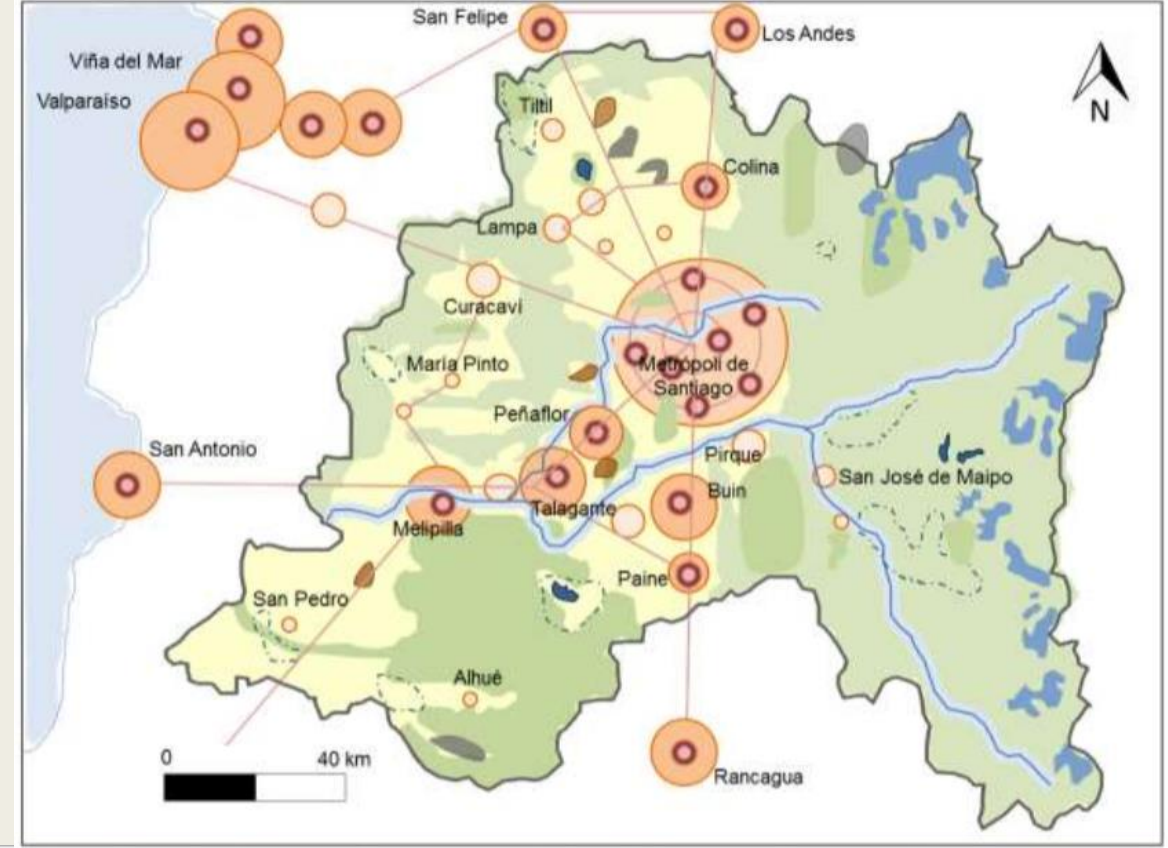 San Felipe
Los Andes
Viña del Mar
Valparaíso
N
Tiltil
Colina
Lampa
Curacaví
María Pinto
Metrópoli de
Santiago
Peñaflor
San Antonio
Pirque
San José de Maipo
Buin
Talagante
Melipilla
Paine
San Pedro
Alhué
0
40 km
Rancagua